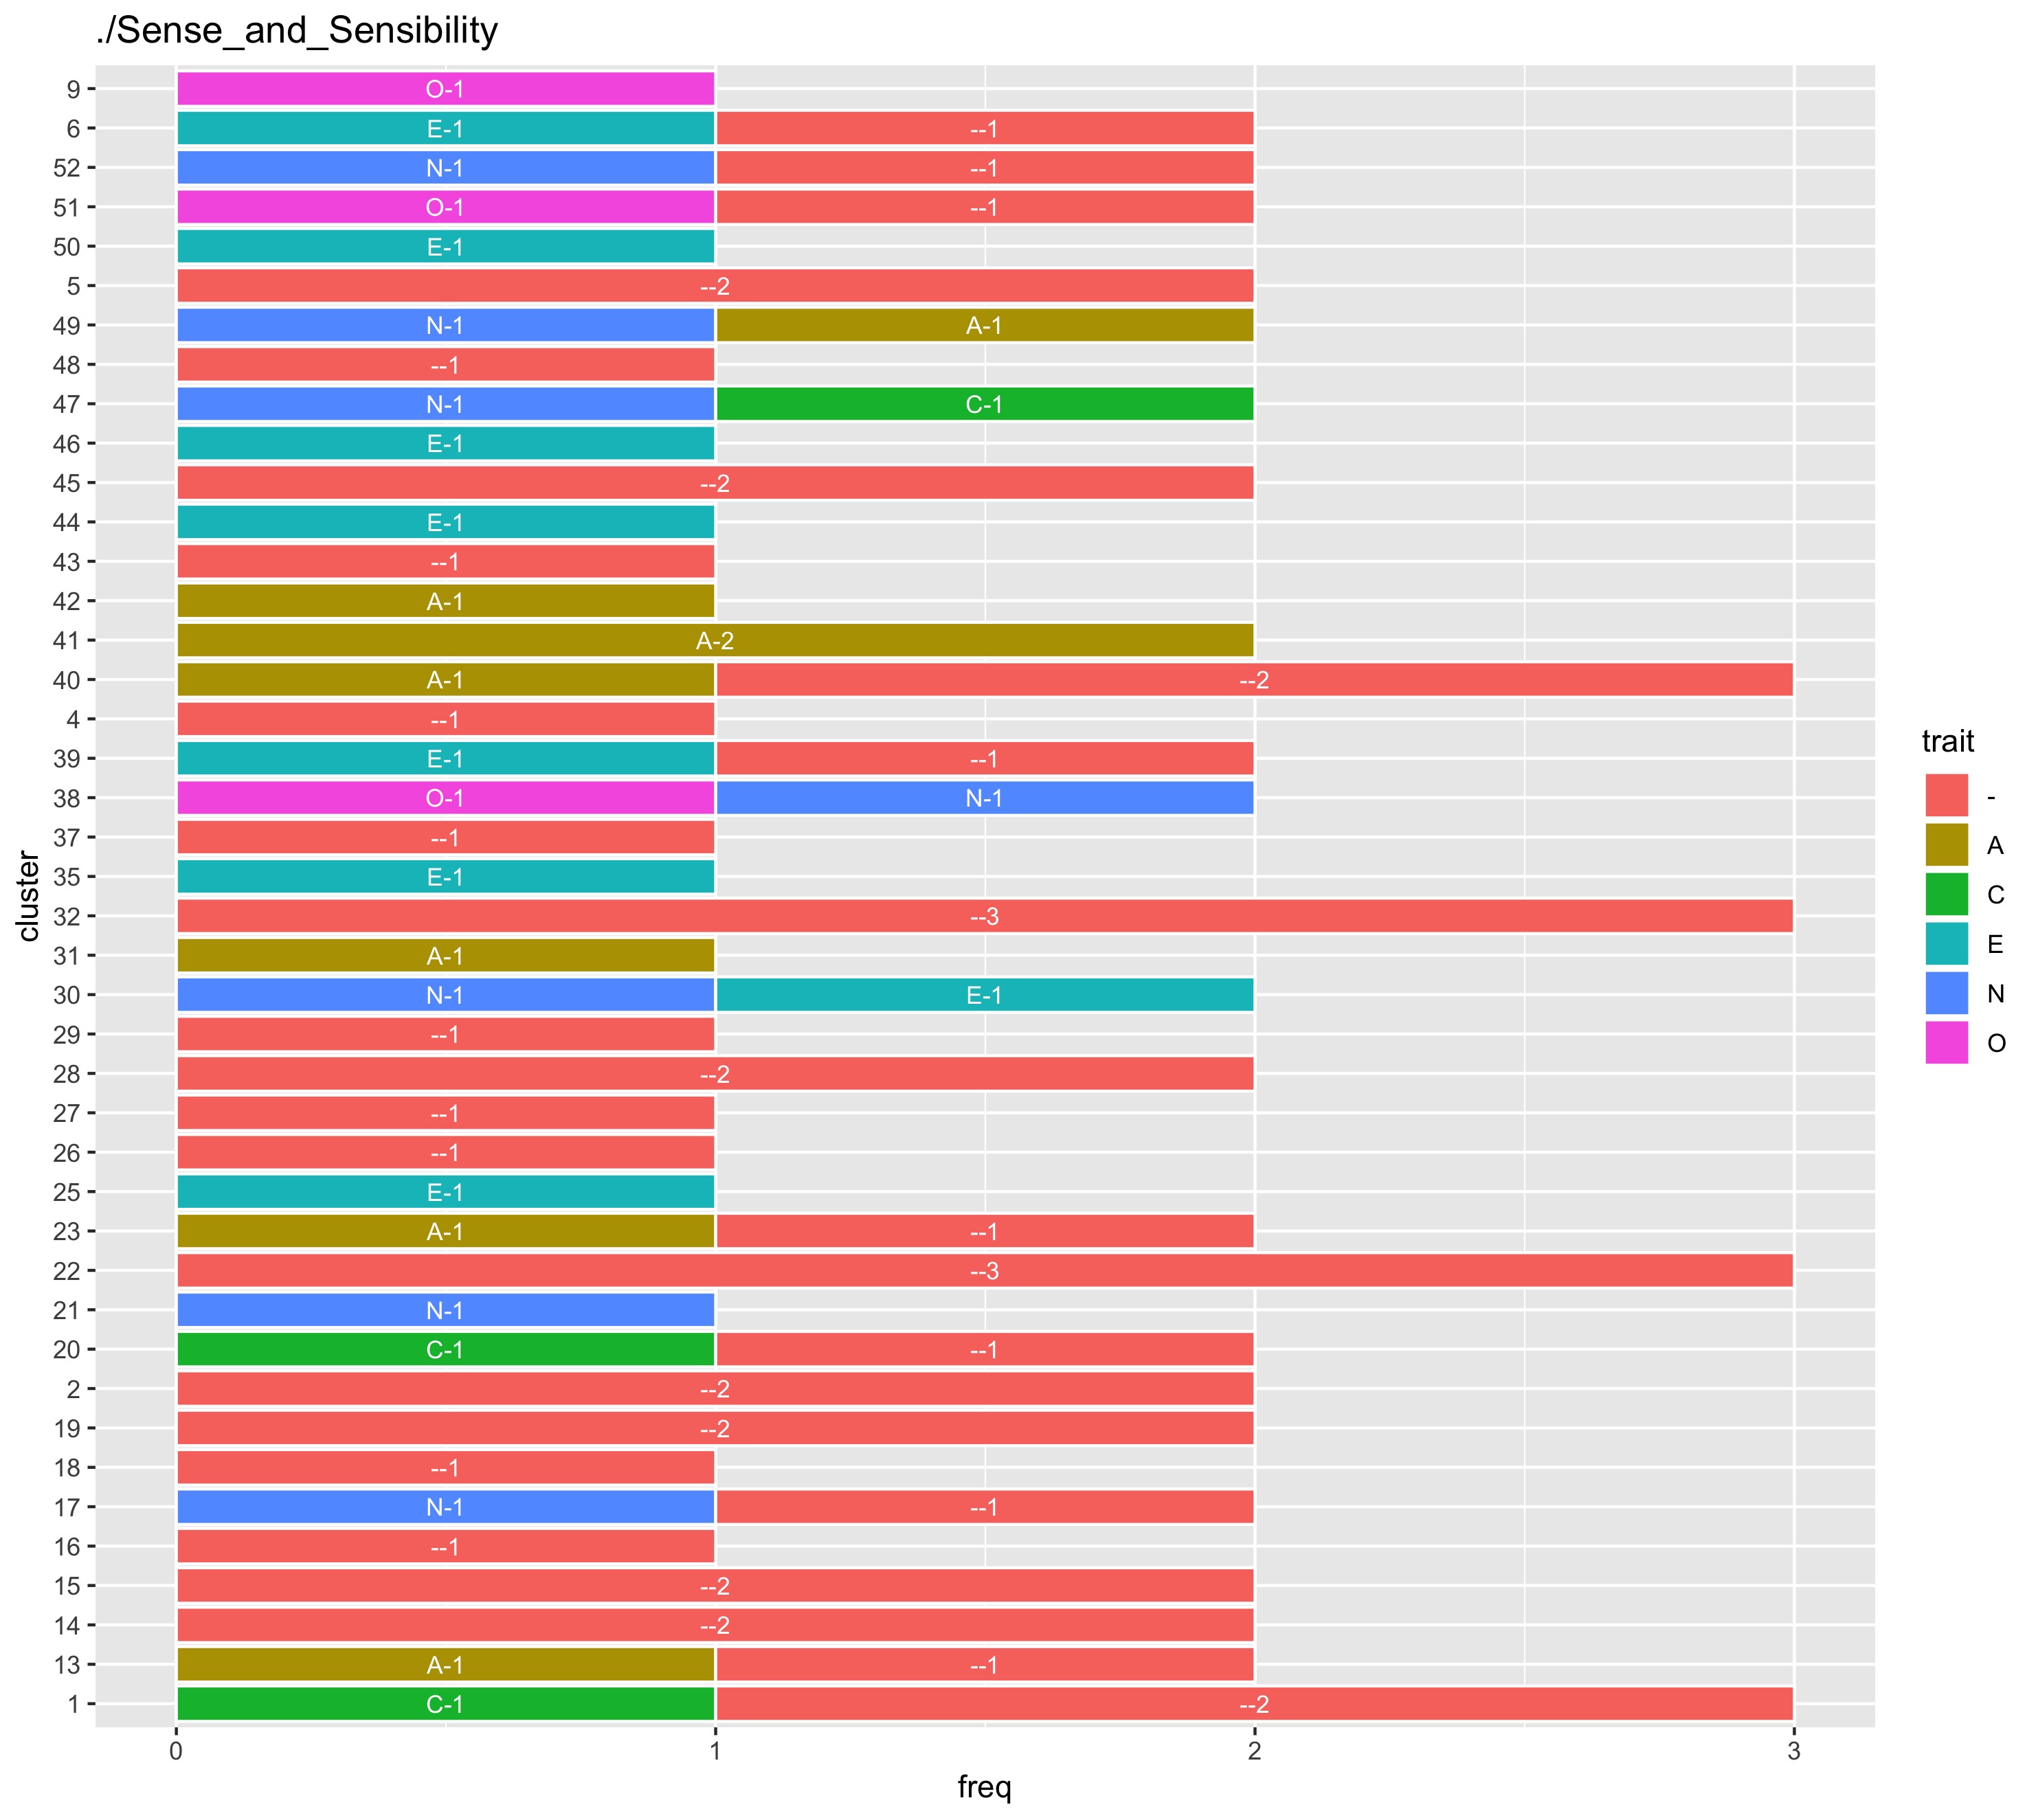 ./Sense_and_Sensibility
9 O-1
6 E-1 --1
52 N-1 --1
51 O-1 --1
50 E-1
5 --2
49 N-1 A-1
48 --1
47 N-1 C-1
46 E-1
45 --2
44 E-1
43 --1
42 A-1
41 A-2
40 A-1 --2
4 --1
39 E-1 --1
38 O-1 N-1
37 --1
35 E-1
32 --3
31 A-1
30 N-1 E-1
29 --1
28 --2
27 --1
26 --1
25 E-1
23 A-1 --1
22 --3
21 N-1
20 C-1 --1
2 --2
19 --2
18 --1
17 N-1 --1
16 --1
15 --2
14 --2
13 A-1 --1
1 C-1 --2
0 1 2 3
freq
cluster
trait
-
A
C
E
N
O